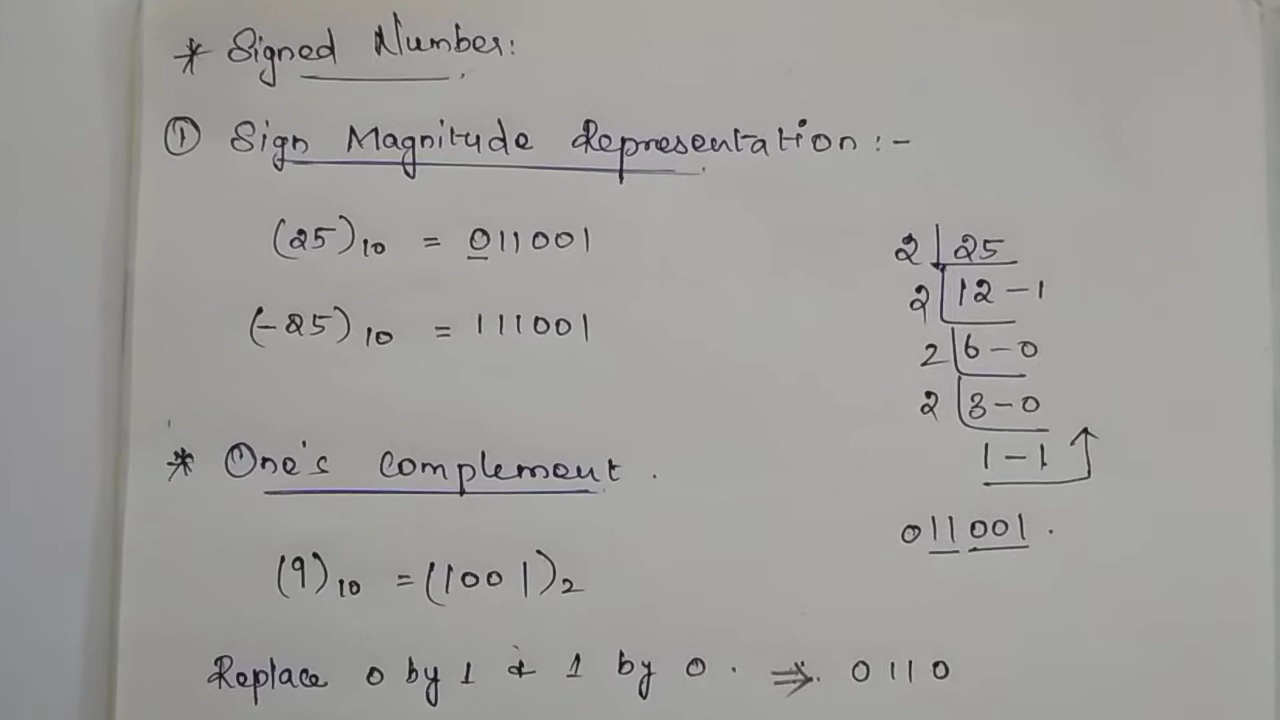 * Signed Number:
① Sign Magnitude Representation :-
(25)₁₀ = 011001
(-25)₁₀ = 111001
2 | 25
2 | 12 - 1
2 | 6 - 0
2 | 3 - 0
1 - 1
011001 .
* One's complement .
(9)₁₀ = (1001)₂
Replace 0 by 1 & 1 by 0 . ⇒ 0110